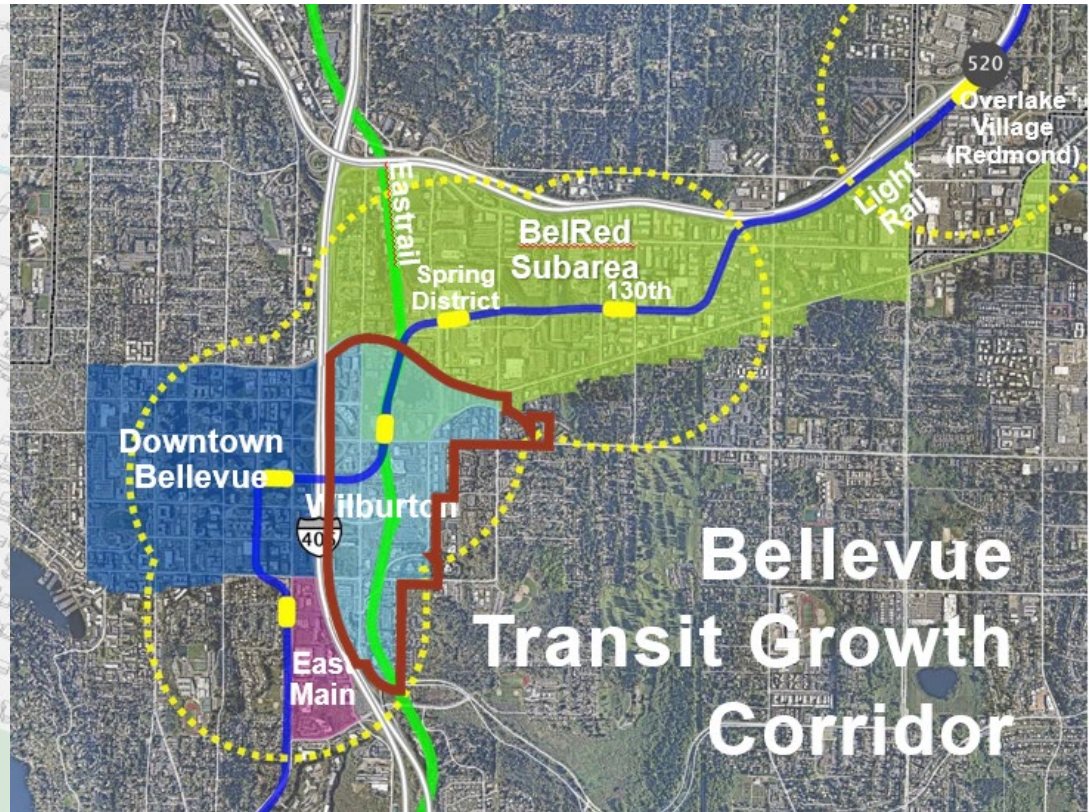 520
Overlake
Village
(Redmond)
Light
Rail
Eastrail
BelRed
Subarea
Spring
District
130th
Downtown
Bellevue
Wilburton
405
East
Main
Bellevue
Transit Growth
Corridor